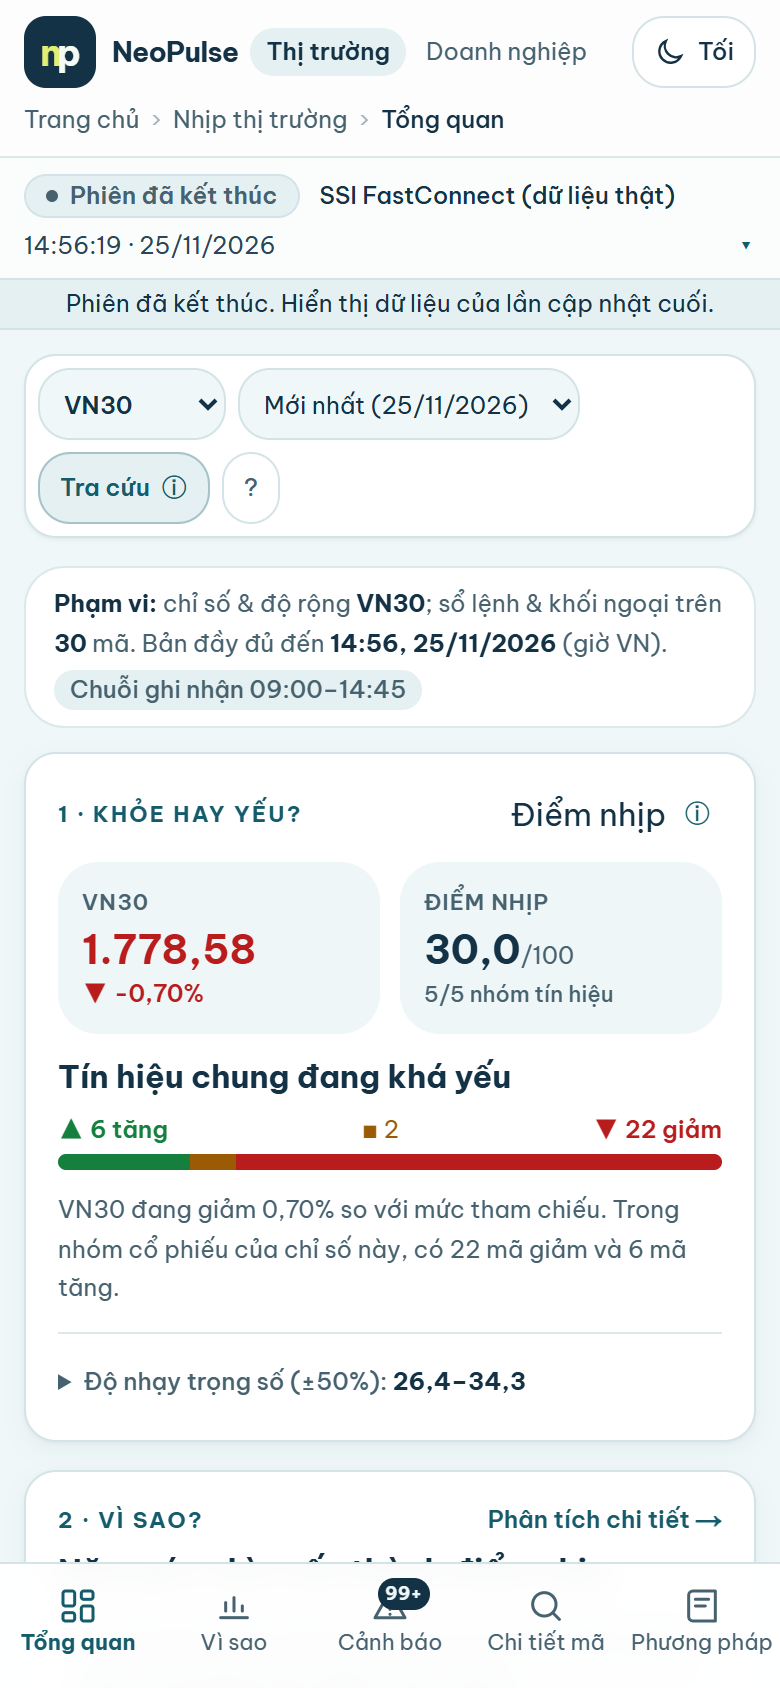 np NeoPulse Thị trường Doanh nghiệp Tối
Trang chủ › Nhịp thị trường › Tổng quan
● Phiên đã kết thúc SSI FastConnect (dữ liệu thật)
14:56:19 · 25/11/2026 ▼
Phiên đã kết thúc. Hiển thị dữ liệu của lần cập nhật cuối.
VN30 Mới nhất (25/11/2026)
Tra cứu ⓘ ?
Phạm vi: chỉ số & độ rộng VN30; sổ lệnh & khối ngoại trên
30 mã. Bản đầy đủ đến 14:56, 25/11/2026 (giờ VN).
Chuỗi ghi nhận 09:00–14:45
1 · KHỎE HAY YẾU? Điểm nhịp ⓘ
VN30
1.778,58
▼ -0,70%
ĐIỂM NHỊP
30,0/100
5/5 nhóm tín hiệu
Tín hiệu chung đang khá yếu
▲ 6 tăng ■ 2 ▼ 22 giảm
VN30 đang giảm 0,70% so với mức tham chiếu. Trong
nhóm cổ phiếu của chỉ số này, có 22 mã giảm và 6 mã
tăng.
▶ Độ nhạy trọng số (±50%): 26,4–34,3
2 · VÌ SAO? Phân tích chi tiết →
99+
Tổng quan Vì sao Cảnh báo Chi tiết mã Phương pháp